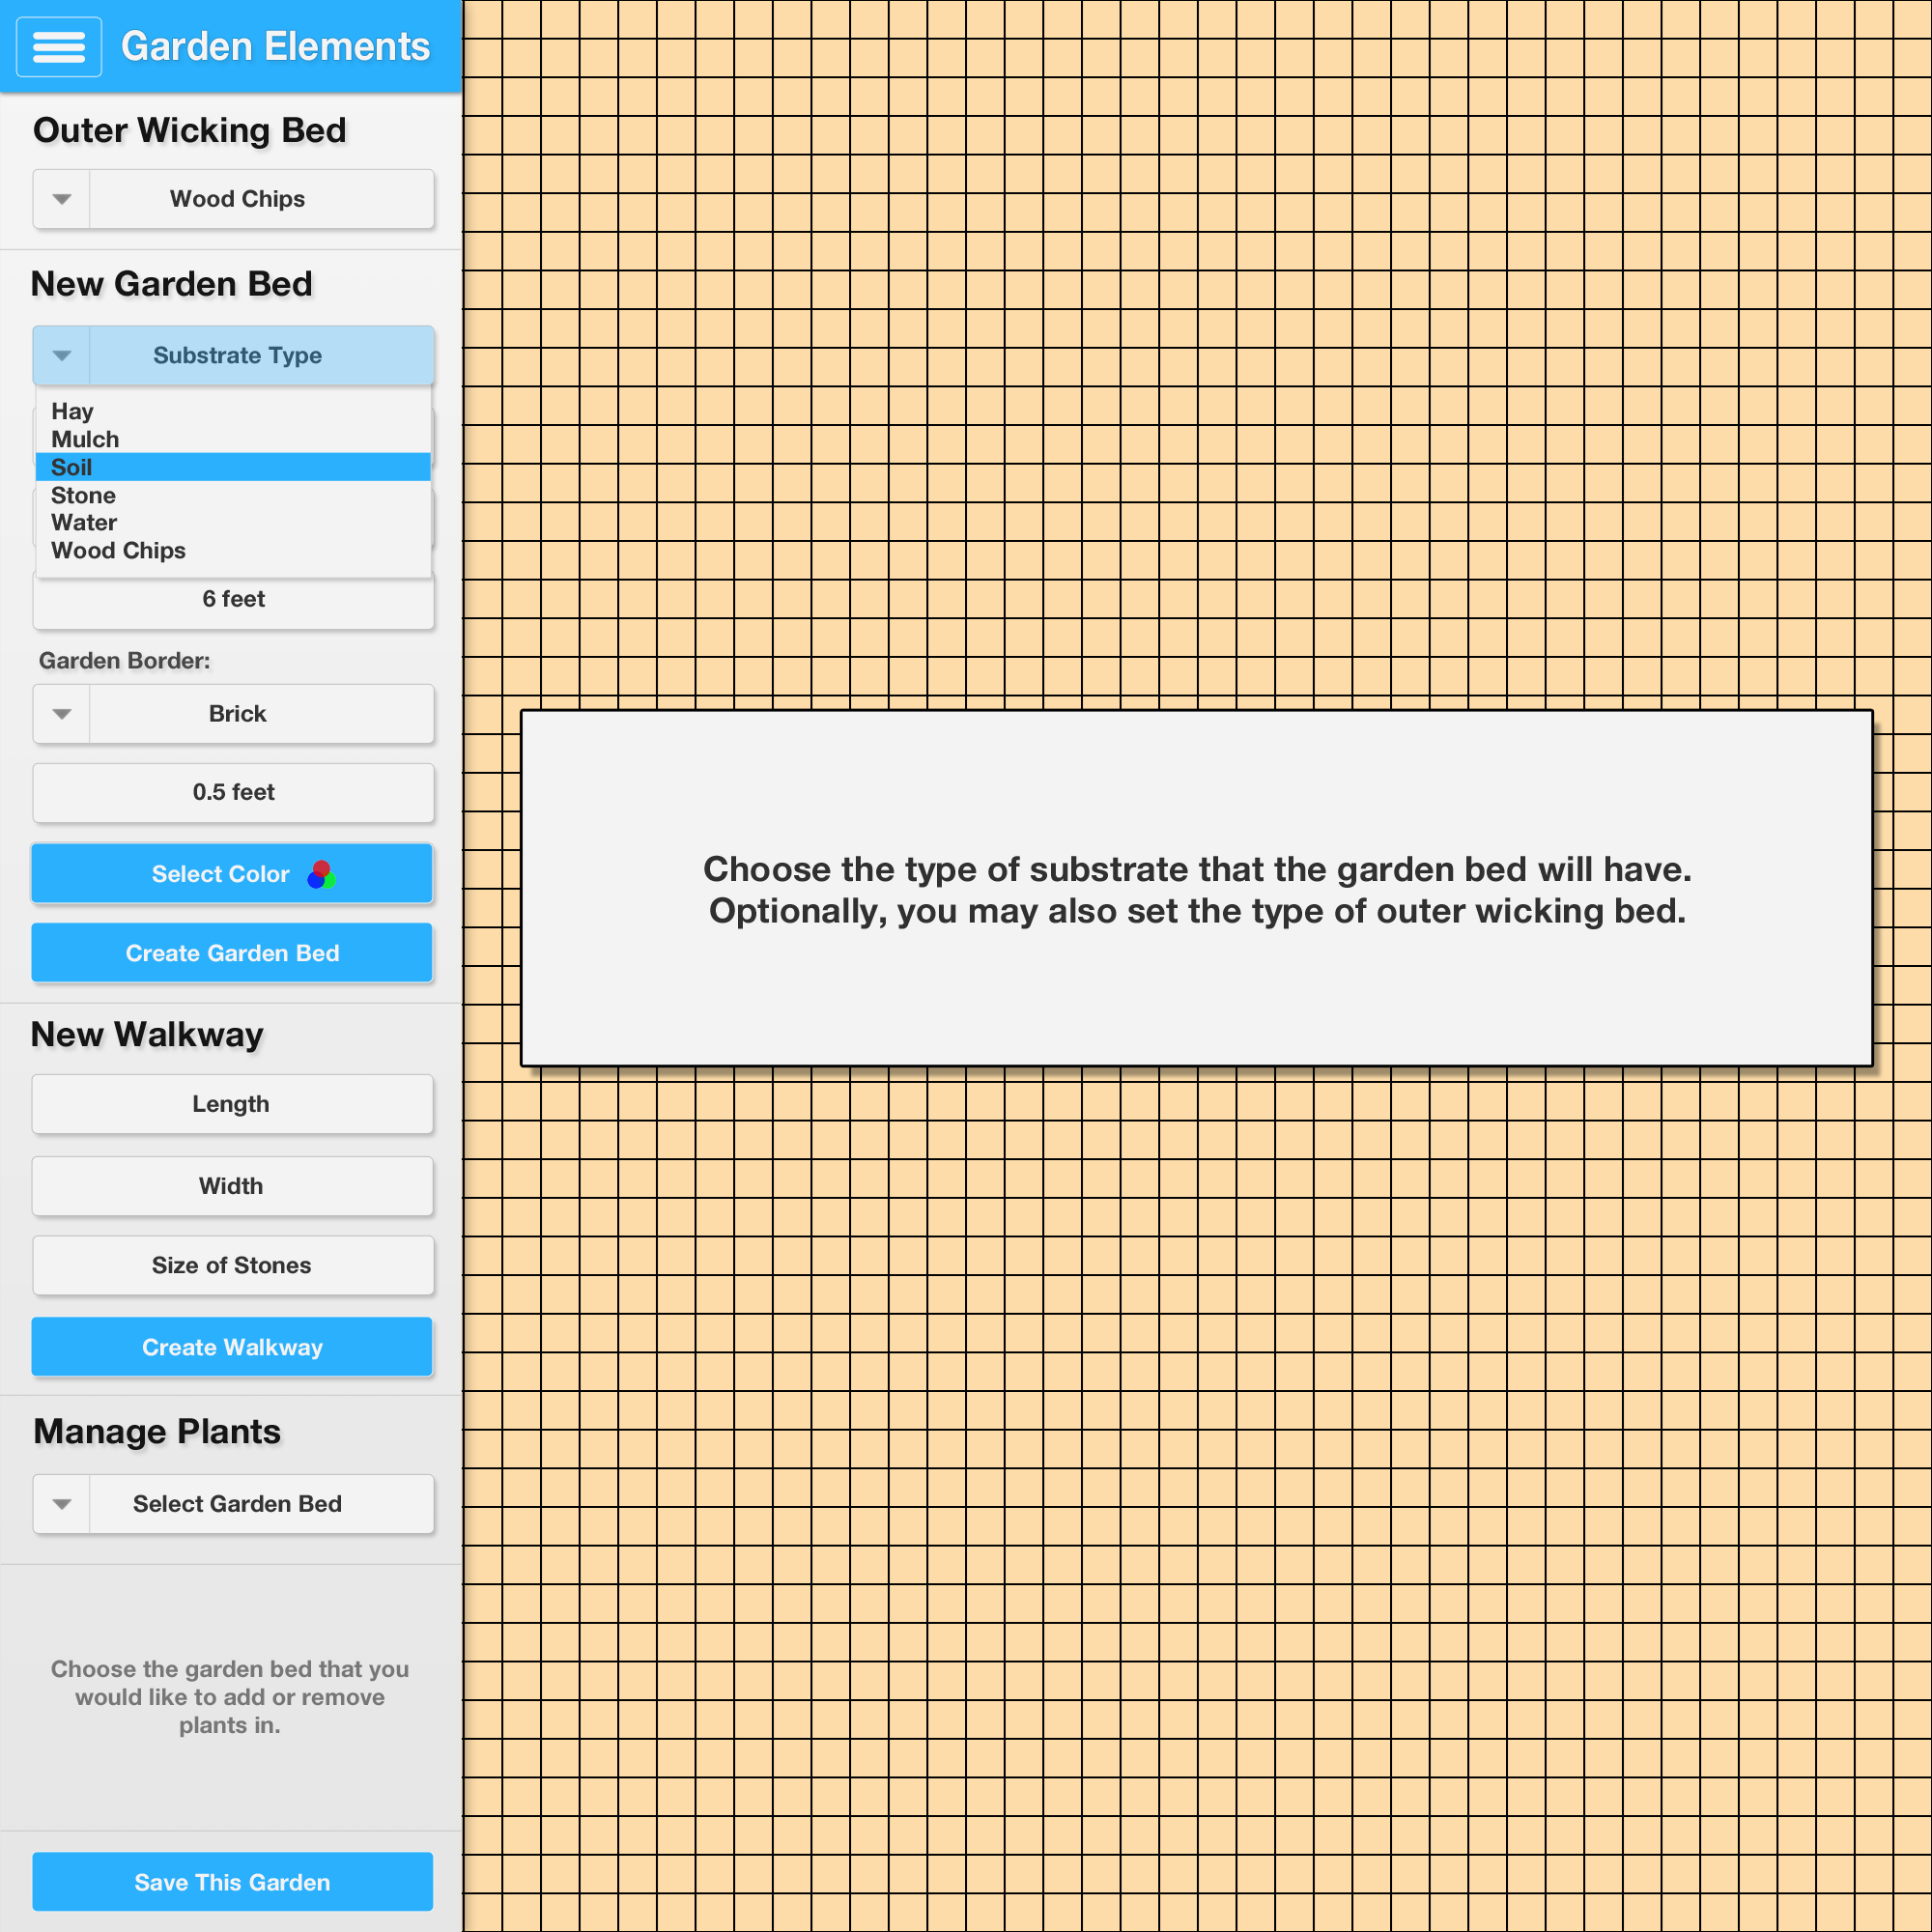 Garden Elements
Outer Wicking Bed
Wood Chips
New Garden Bed
Substrate Type
Hay
Mulch
Soil
Stone
Water
Wood Chips
6 feet
Garden Border:
Brick
0.5 feet
Select Color
Create Garden Bed
New Walkway
Length
Width
Size of Stones
Create Walkway
Manage Plants
Select Garden Bed
Choose the garden bed that you
would like to add or remove
plants in.
Save This Garden
Choose the type of substrate that the garden bed will have.
Optionally, you may also set the type of outer wicking bed.